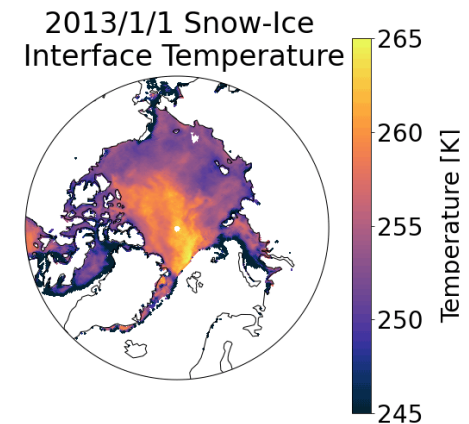 2013/1/1 Snow-Ice
Interface Temperature
265
260
255
250
245
Temperature [K]